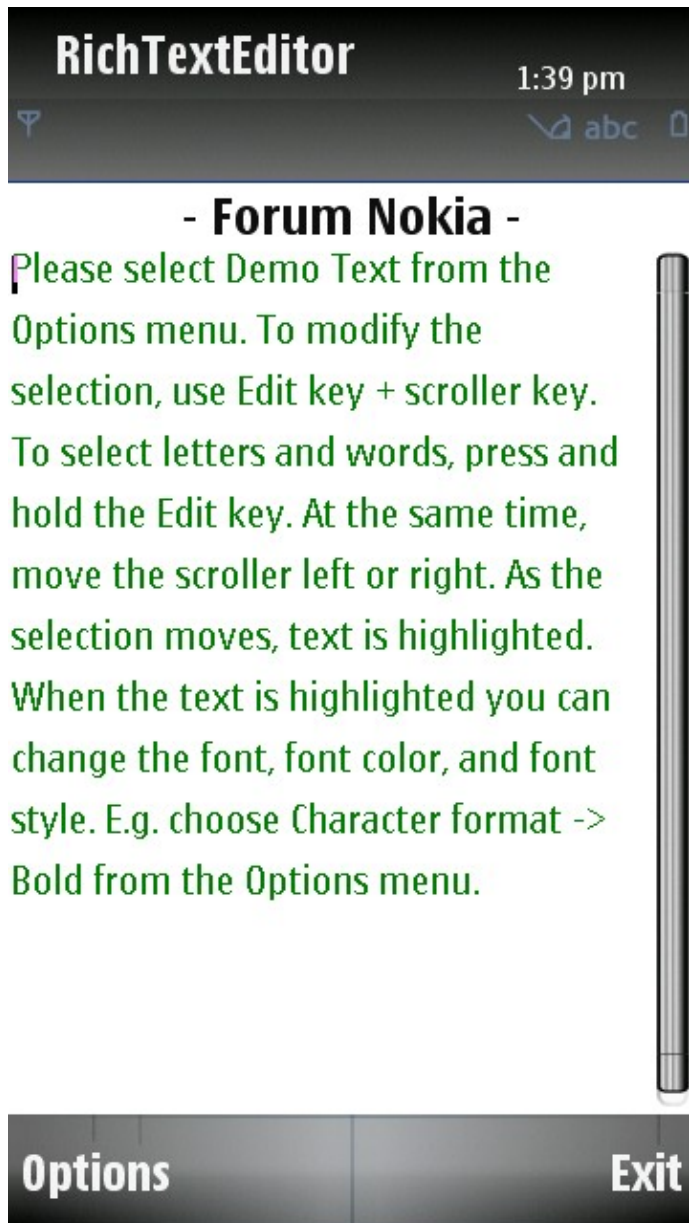 RichTextEditor
1:39 pm
abc
- Forum Nokia -
Please select Demo Text from the
Options menu. To modify the
selection, use Edit key + scroller key.
To select letters and words, press and
hold the Edit key. At the same time,
move the scroller left or right. As the
selection moves, text is highlighted.
When the text is highlighted you can
change the font, font color, and font
style. E.g. choose Character format ->
Bold from the Options menu.
Options Exit